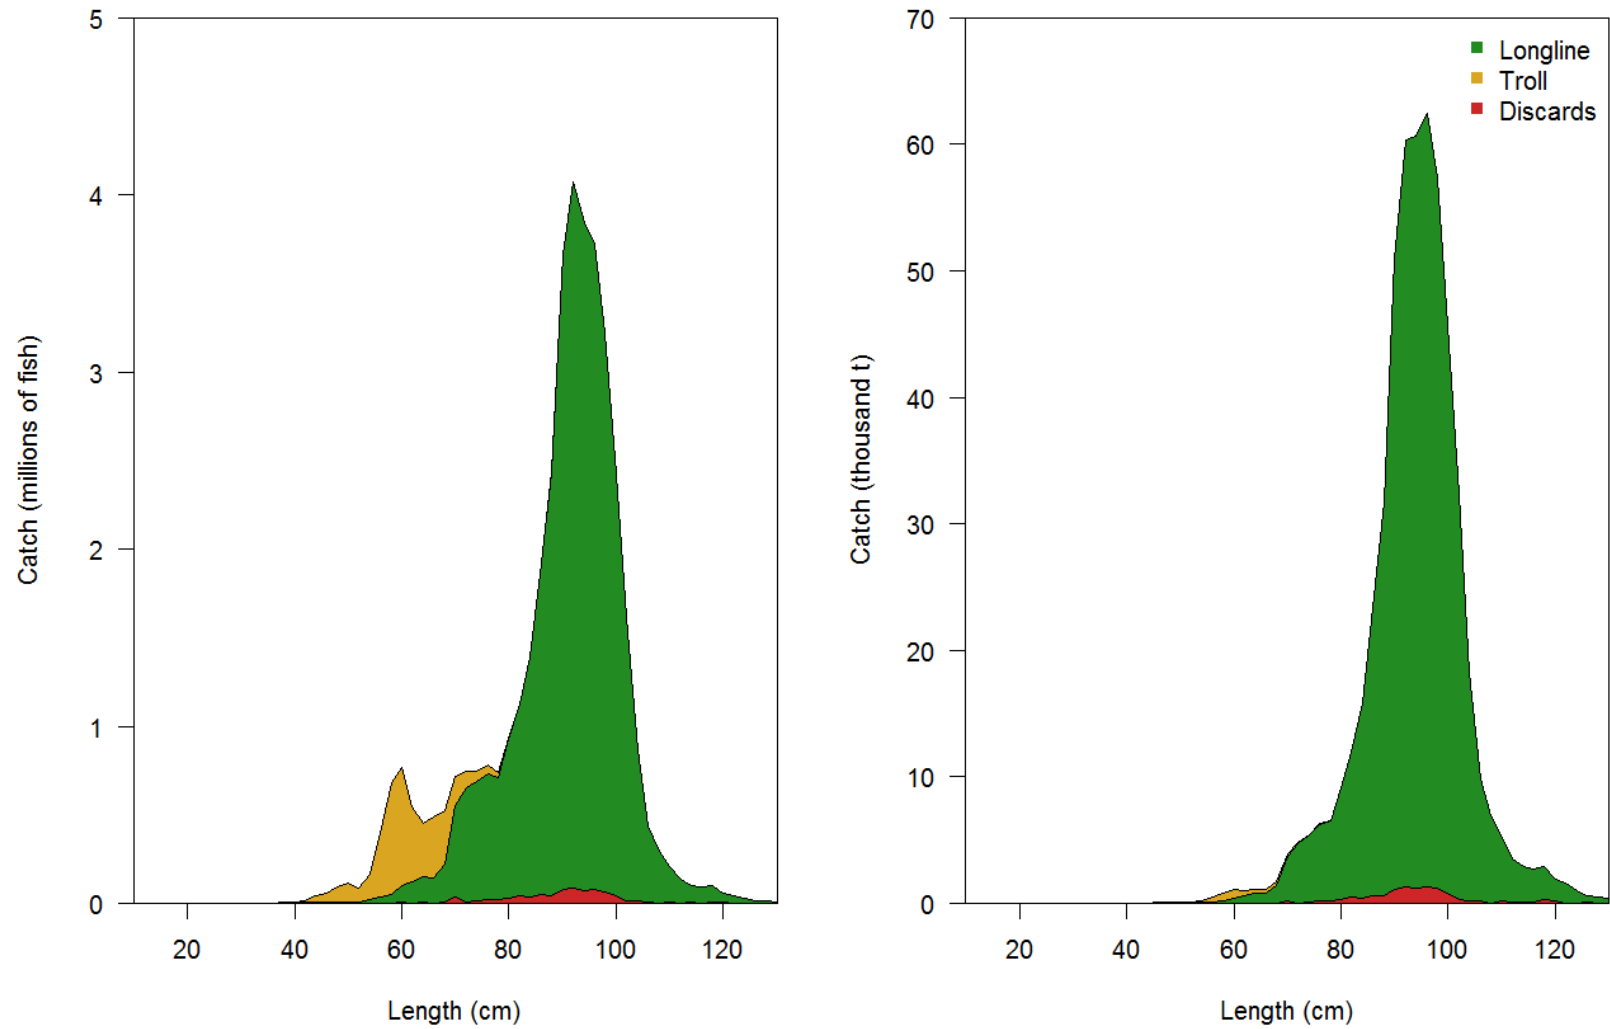 5
4
3
2
1
0
Catch (millions of fish)
20 40 60 80 100 120
Length (cm)
70
60
50
40
30
20
10
0
Catch (thousand t)
20 40 60 80 100 120
Length (cm)
Longline
Troll
Discards